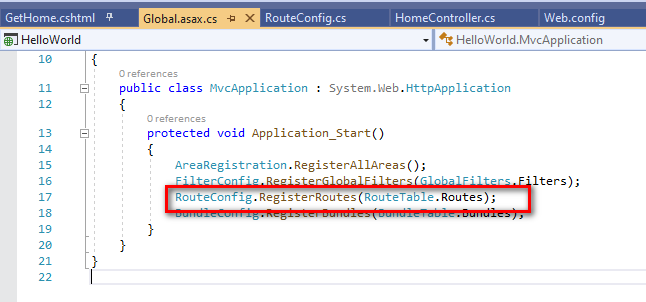 GetHome.cshtml Global.asax.cs RouteConfig.cs HomeController.cs Web.config
HelloWorld HelloWorld.MvcApplication
10 {
0 references
11 public class MvcApplication : System.Web.HttpApplication
12 {
0 references
13 protected void Application_Start()
14 {
15 AreaRegistration.RegisterAllAreas();
16 FilterConfig.RegisterGlobalFilters(GlobalFilters.Filters);
17 RouteConfig.RegisterRoutes(RouteTable.Routes);
18 BundleConfig.RegisterBundles(BundleTable.Bundles);
19 }
20 }
21 }
22